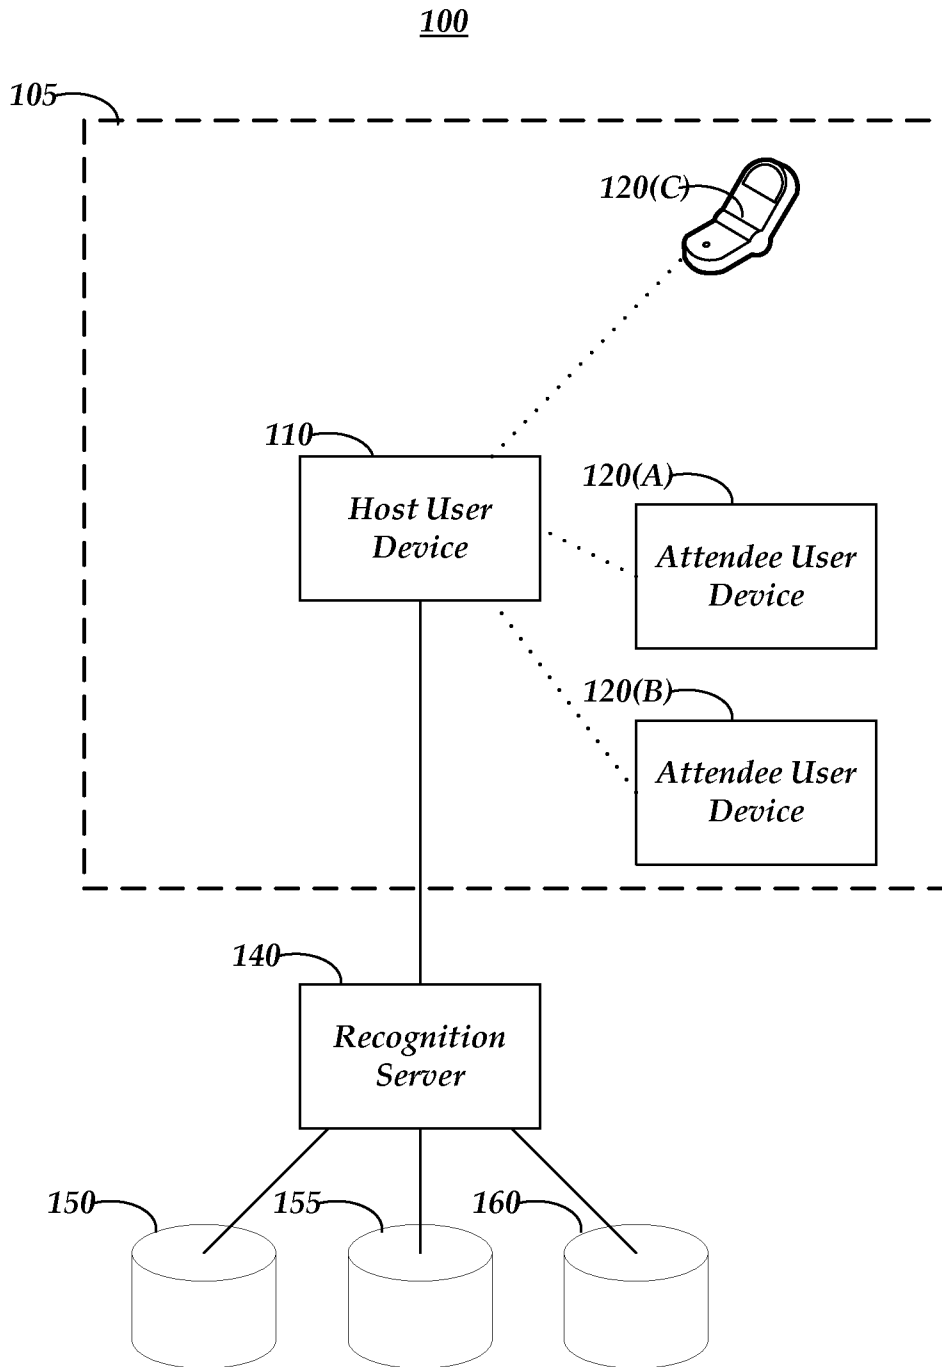 100
105
120(C)
110
Host User
Device
120(A)
Attendee User
Device
120(B)
Attendee User
Device
140
Recognition
Server
150
155
160